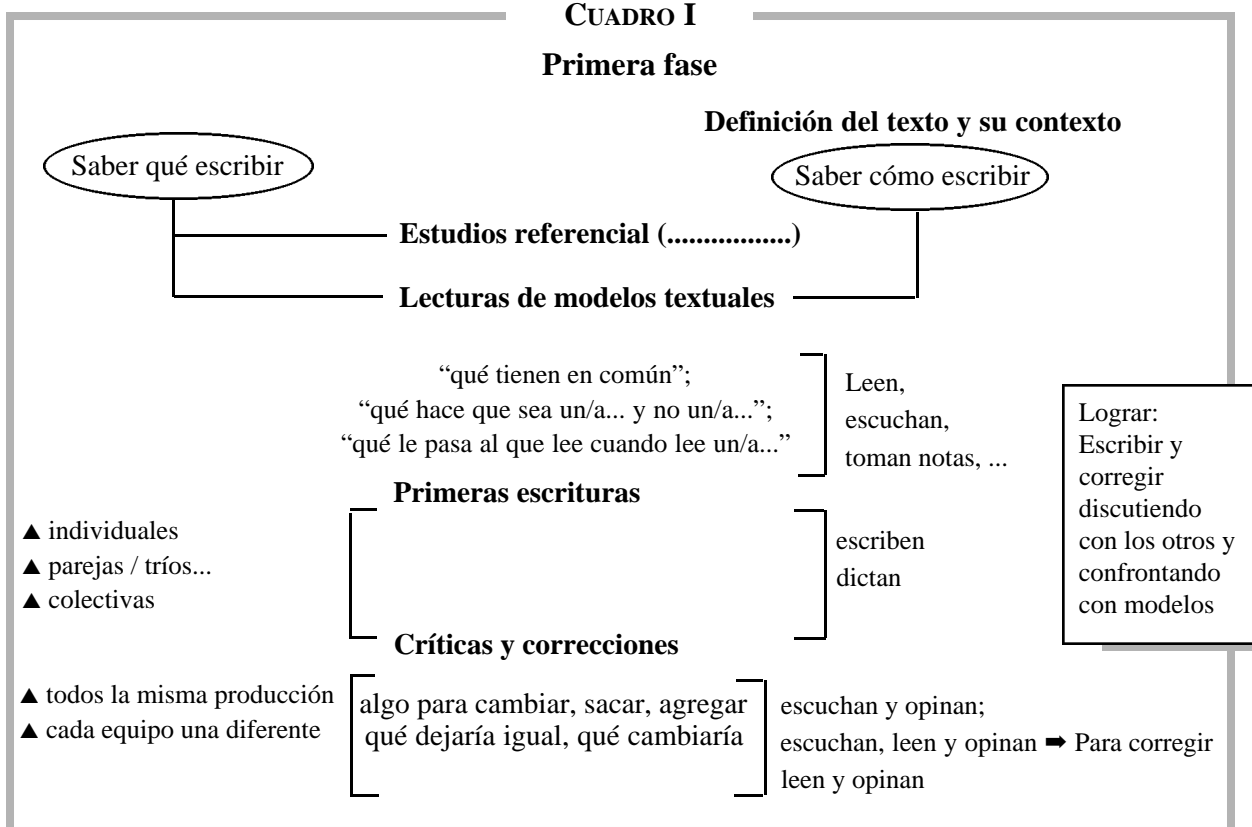 CUADRO I
Primera fase
Definición del texto y su contexto
Saber qué escribir
Saber cómo escribir
Estudios referencial (.................)
Lecturas de modelos textuales
“qué tienen en común”;
“qué hace que sea un/a... y no un/a...”;
“qué le pasa al que lee cuando lee un/a...”
Leen,
escuchan,
toman notas, ...
Lograr:
Escribir y
corregir
discutiendo
con los otros y
confrontando
con modelos
Primeras escrituras
▲ individuales
▲ parejas / tríos...
▲ colectivas
escriben
dictan
Críticas y correcciones
▲ todos la misma producción
▲ cada equipo una diferente
algo para cambiar, sacar, agregar
qué dejaría igual, qué cambiaría
escuchan y opinan;
escuchan, leen y opinan ➡ Para corregir
leen y opinan